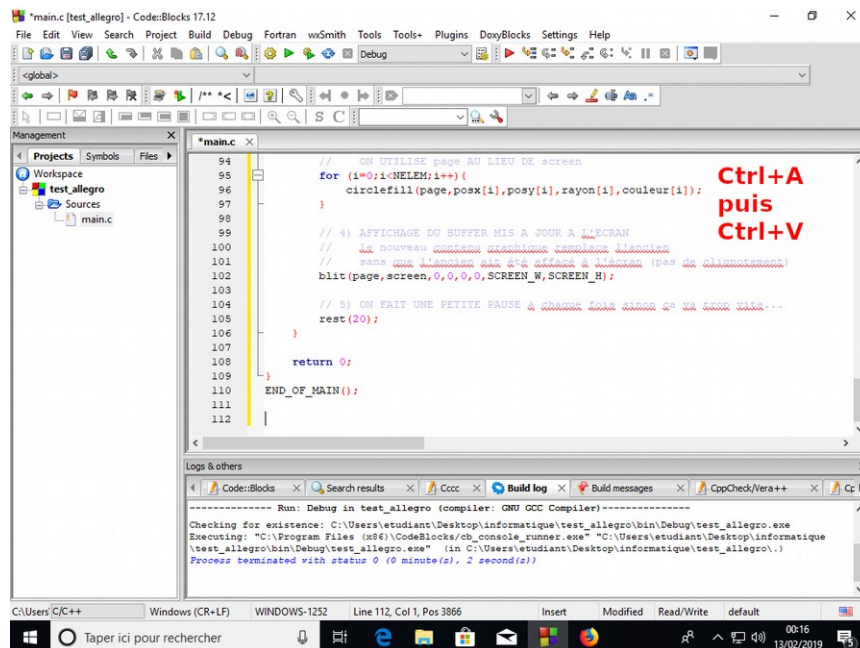 *main.c [test_allegro] - Code::Blocks 17.12
File Edit View Search Project Build Debug Fortran wxSmith Tools Tools+ Plugins DoxyBlocks Settings Help
Debug
<global>
/** *<
S C
Management
Projects Symbols Files
Workspace
test_allegro
Sources
main.c
*main.c
94 // ON UTILISE page AU LIEU DE screen
95 for (i=0;i<NELEM;i++){
96 circlefill(page,posx[i],posy[i],rayon[i],couleur[i]);
97 }
98
99 // 4) AFFICHAGE DU BUFFER MIS A JOUR A L'ECRAN
100 // le nouveau contenu graphique remplace l'ancien
101 // sans que l'ancien ait été effacé à l'écran (pas de clignotement)
102 blit(page,screen,0,0,0,0,SCREEN_W,SCREEN_H);
103
104 // 5) ON FAIT UNE PETITE PAUSE à chaque fois sinon ça va trop vite...
105 rest(20);
106 }
107
108 return 0;
109 }
110 END_OF_MAIN();
111
112
Ctrl+A
puis
Ctrl+V
Logs & others
Code::Blocks Search results Cccc Build log Build messages CppCheck/Vera++
-------------- Run: Debug in test_allegro (compiler: GNU GCC Compiler)---------------
Checking for existence: C:\Users\etudiant\Desktop\informatique\test_allegro\bin\Debug\test_allegro.exe
Executing: "C:\Program Files (x86)\CodeBlocks/cb_console_runner.exe" "C:\Users\etudiant\Desktop\informatique
\test_allegro\bin\Debug\test_allegro.exe" (in C:\Users\etudiant\Desktop\informatique\test_allegro\.)
Process terminated with status 0 (0 minute(s), 2 second(s))
C:\Users C/C++ Windows (CR+LF) WINDOWS-1252 Line 112, Col 1, Pos 3866 Insert Modified Read/Write default
Taper ici pour rechercher
00:16
13/02/2019